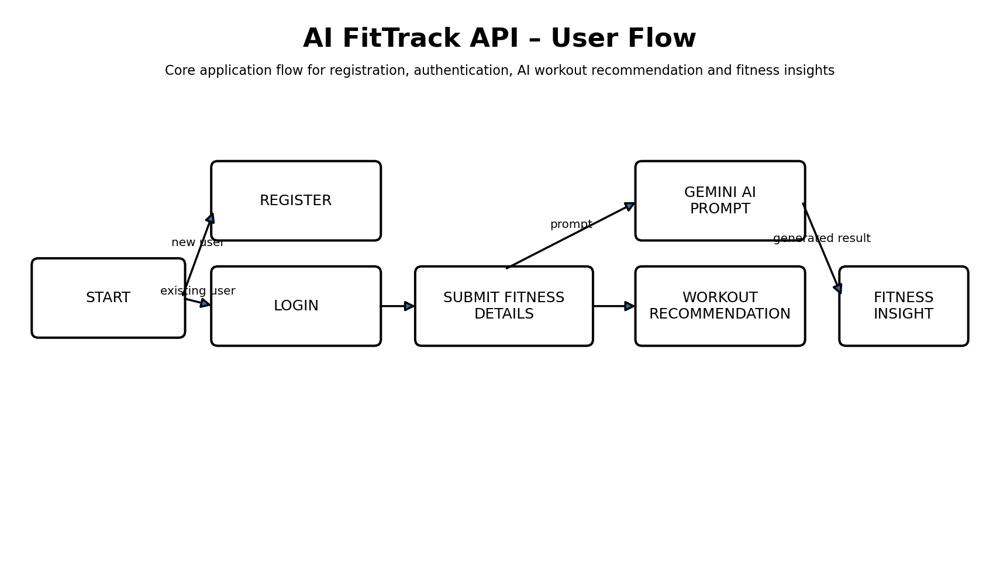 AI FitTrack API – User Flow
Core application flow for registration, authentication, AI workout recommendation and fitness insights
REGISTER
GEMINI AI
PROMPT
prompt
new user
generated result
START
existing user
LOGIN
SUBMIT FITNESS
DETAILS
WORKOUT
RECOMMENDATION
FITNESS
INSIGHT